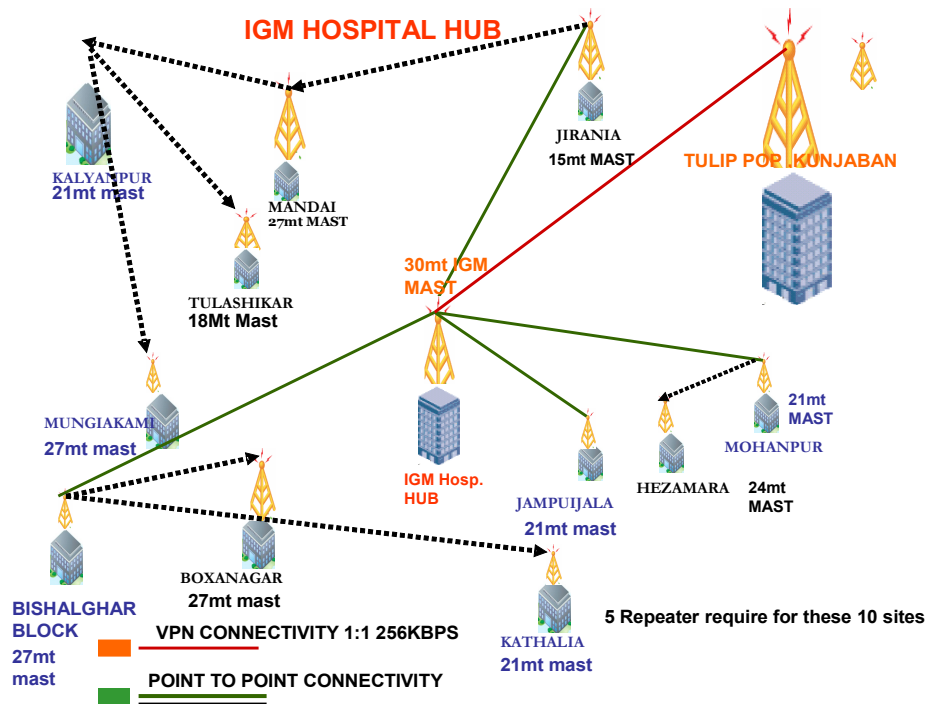 IGM HOSPITAL HUB
JIRANIA
15mt MAST
TULIP POP .KUNJABAN
KALYANPUR
21mt mast
MANDAI
27mt MAST
TULASHIKAR
18Mt Mast
30mt IGM
MAST
MUNGIAKAMI
27mt mast
21mt
MAST
MOHANPUR
IGM Hosp.
HUB
HEZAMARA
24mt
MAST
JAMPUIJALA
21mt mast
BOXANAGAR
27mt mast
BISHALGHAR
BLOCK
27mt
mast
KATHALIA
21mt mast
5 Repeater require for these 10 sites
VPN CONNECTIVITY 1:1 256KBPS
POINT TO POINT CONNECTIVITY